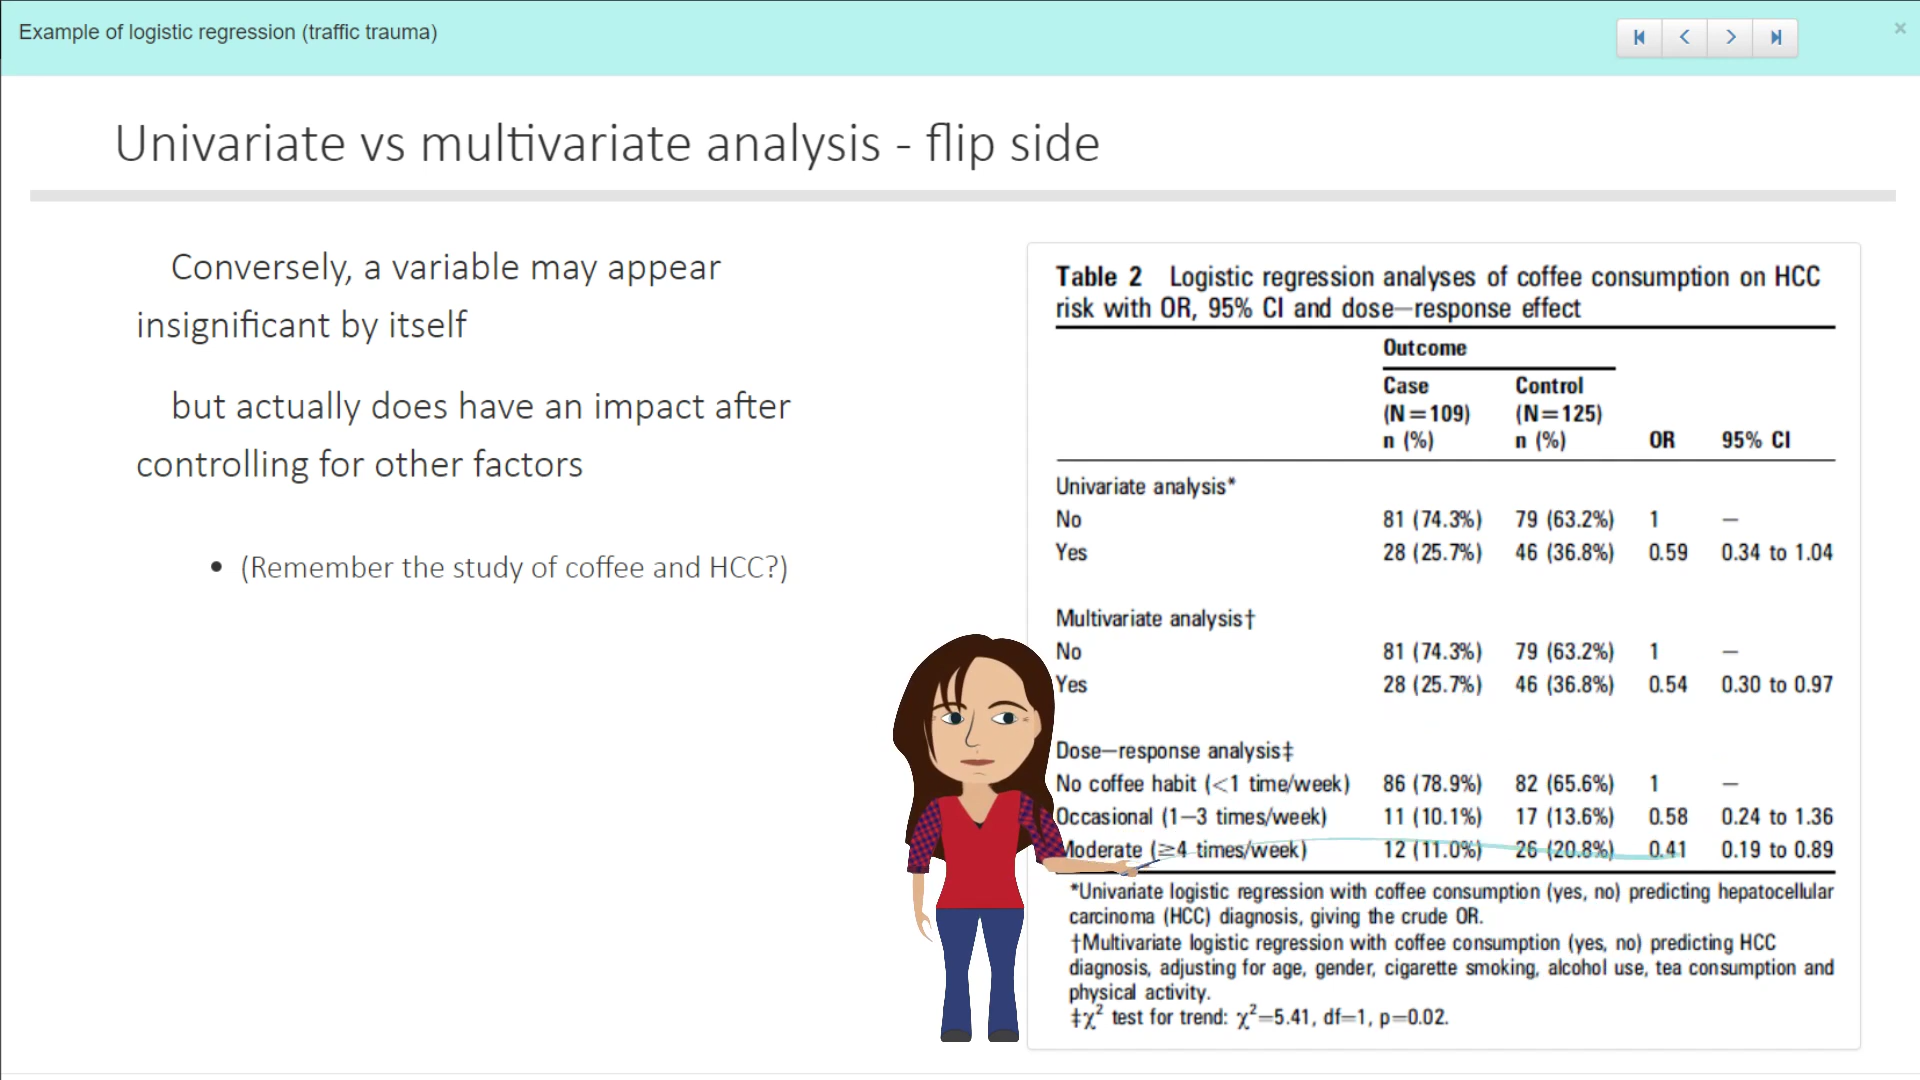 Example of logistic regression (traffic trauma)
×
Univariate vs multivariate analysis - flip side
Conversely, a variable may appear
insignificant by itself
but actually does have an impact after
controlling for other factors
• (Remember the study of coffee and HCC?)
Table 2 Logistic regression analyses of coffee consumption on HCC
risk with OR, 95% CI and dose–response effect
Outcome
Case Control
(N=109) (N=125)
n (%) n (%) OR 95% CI
Univariate analysis*
No 81 (74.3%) 79 (63.2%) 1 –
Yes 28 (25.7%) 46 (36.8%) 0.59 0.34 to 1.04
Multivariate analysis†
No 81 (74.3%) 79 (63.2%) 1 –
Yes 28 (25.7%) 46 (36.8%) 0.54 0.30 to 0.97
Dose–response analysis‡
No coffee habit (<1 time/week) 86 (78.9%) 82 (65.6%) 1 –
Occasional (1–3 times/week) 11 (10.1%) 17 (13.6%) 0.58 0.24 to 1.36
Moderate (≥4 times/week) 12 (11.0%) 26 (20.8%) 0.41 0.19 to 0.89
*Univariate logistic regression with coffee consumption (yes, no) predicting hepatocellular
carcinoma (HCC) diagnosis, giving the crude OR.
†Multivariate logistic regression with coffee consumption (yes, no) predicting HCC
diagnosis, adjusting for age, gender, cigarette smoking, alcohol use, tea consumption and
physical activity.
‡χ² test for trend: χ²=5.41, df=1, p=0.02.